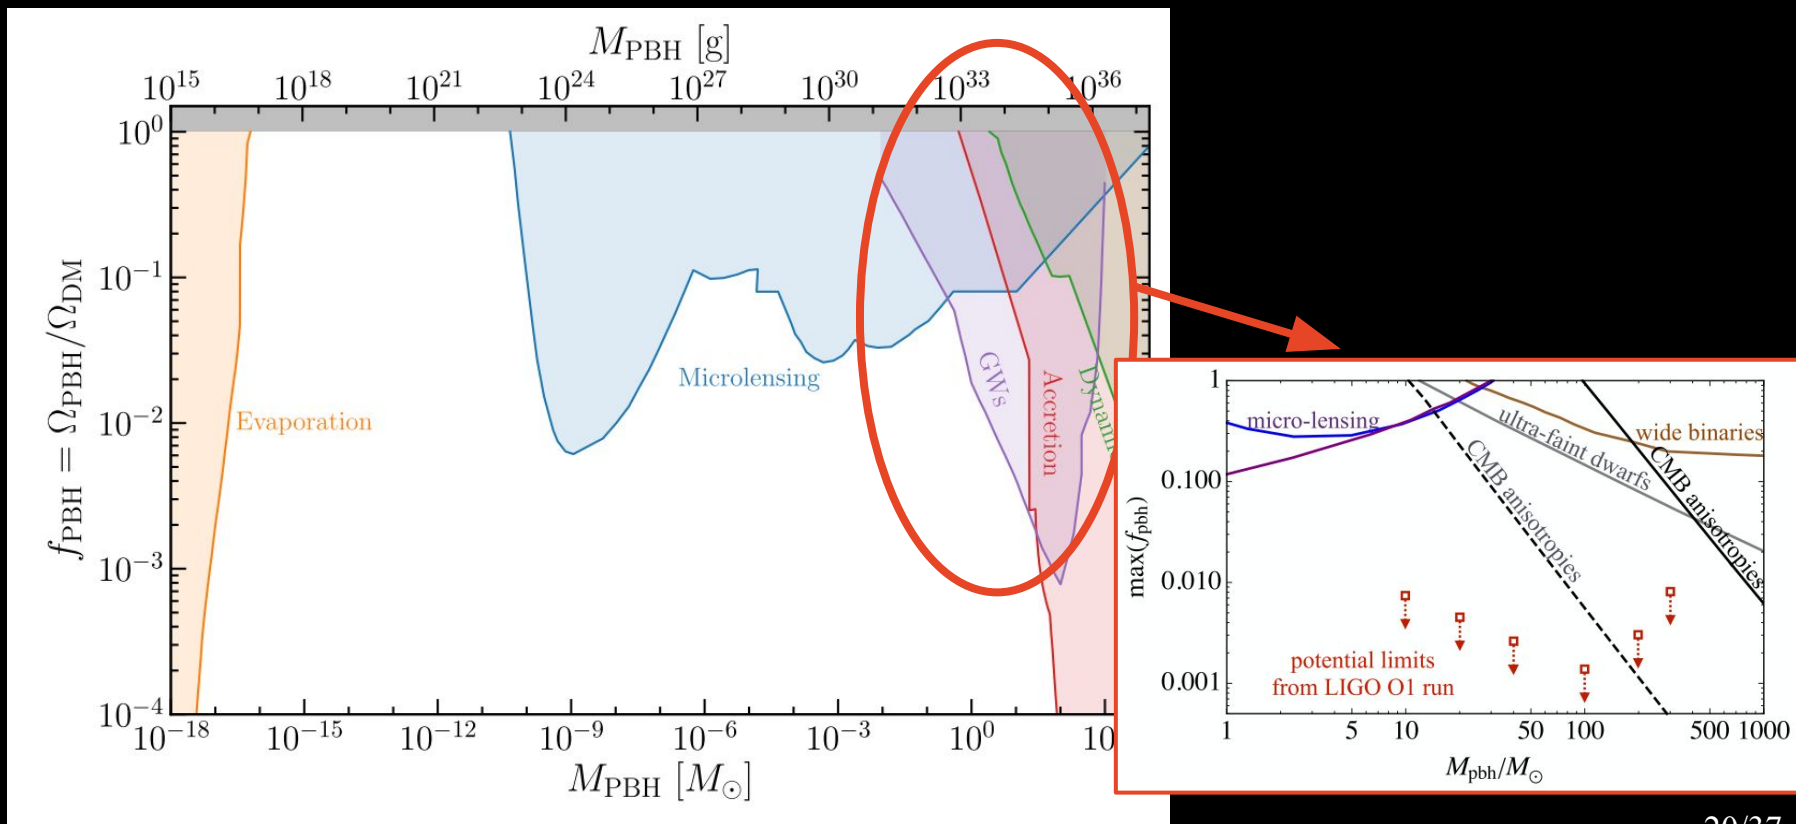 M_PBH [g]
10^15 10^18 10^21 10^24 10^27 10^30 10^33 10^36
10^0
10^−1
10^−2
10^−3
10^−4
f_PBH = Ω_PBH/Ω_DM
Evaporation
Microlensing
GWs
Accretion
10^−18 10^−15 10^−12 10^−9 10^−6 10^−3 10^0 10
M_PBH [M_⊙]
1
0.100
0.010
0.001
max(f_pbh)
micro-lensing
ultra-faint dwarfs
wide binaries
CMB anisotropies
CMB anisotropies
potential limits
from LIGO O1 run
1 5 10 50 100 500 1000
M_pbh/M_⊙